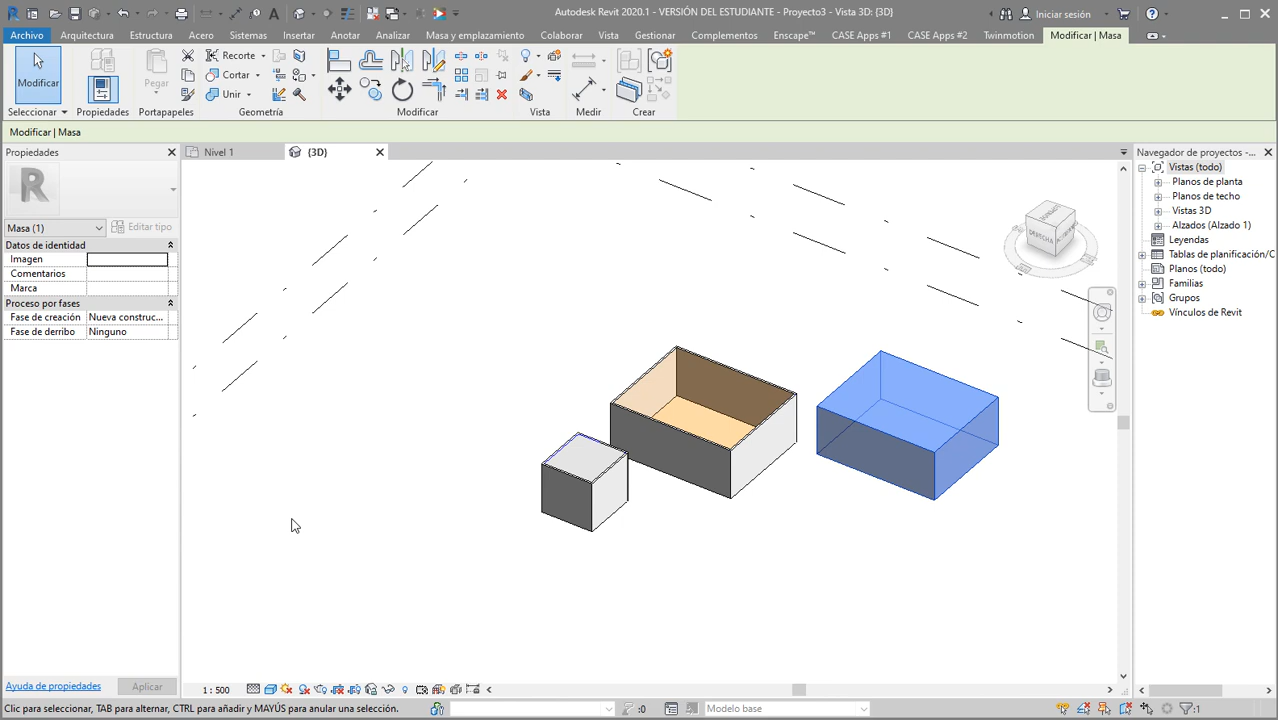 Autodesk Revit 2020.1 - VERSIÓN DEL ESTUDIANTE - Proyecto3 - Vista 3D: {3D}
Iniciar sesión
Archivo Arquitectura Estructura Acero Sistemas Insertar Anotar Analizar Masa y emplazamiento Colaborar Vista Gestionar Complementos Enscape™ CASE Apps #1 CASE Apps #2 Twinmotion Modificar | Masa
Modificar
Propiedades
Pegar
Recorte
Cortar
Unir
Seleccionar Propiedades Portapapeles Geometría Modificar Vista Medir Crear
Modificar | Masa
Propiedades
Nivel 1
{3D}
Navegador de proyectos -...
R
Masa (1)
Editar tipo
Datos de identidad
Imagen
Comentarios
Marca
Proceso por fases
Fase de creación Nueva construc...
Fase de derribo Ninguno
DERECHA
Vistas (todo)
Planos de planta
Planos de techo
Vistas 3D
Alzados (Alzado 1)
Leyendas
Tablas de planificación/C
Planos (todo)
Familias
Grupos
Vínculos de Revit
Ayuda de propiedades
Aplicar
1 : 500
Clic para seleccionar, TAB para alternar, CTRL para añadir y MAYÚS para anular una selección.
:0
Modelo base
:1